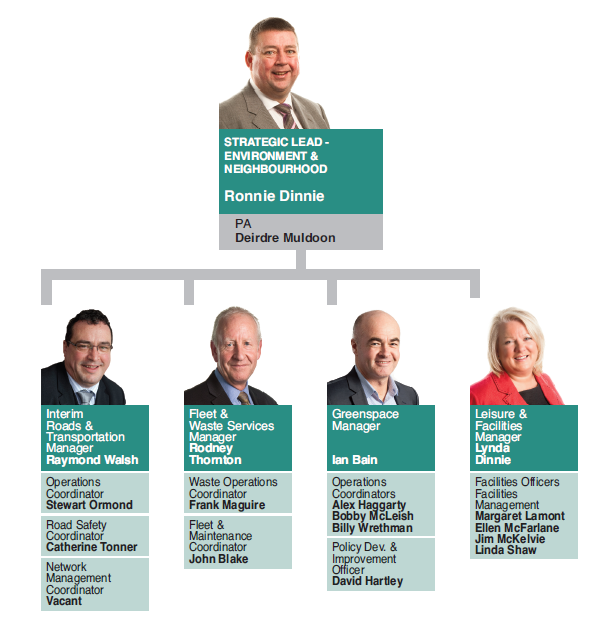 STRATEGIC LEAD -
ENVIRONMENT &
NEIGHBOURHOOD
Ronnie Dinnie
PA
Deirdre Muldoon
Interim
Roads &
Transportation
Manager
Raymond Walsh
Operations
Coordinator
Stewart Ormond
Road Safety
Coordinator
Catherine Tonner
Network
Management
Coordinator
Vacant
Fleet &
Waste Services
Manager
Rodney
Thornton
Waste Operations
Coordinator
Frank Maguire
Fleet &
Maintenance
Coordinator
John Blake
Greenspace
Manager
Ian Bain
Operations
Coordinators
Alex Haggarty
Bobby McLeish
Billy Wrethman
Policy Dev. &
Improvement
Officer
David Hartley
Leisure &
Facilities
Manager
Lynda
Dinnie
Facilities Officers
Facilities
Management
Margaret Lamont
Ellen McFarlane
Jim McKelvie
Linda Shaw